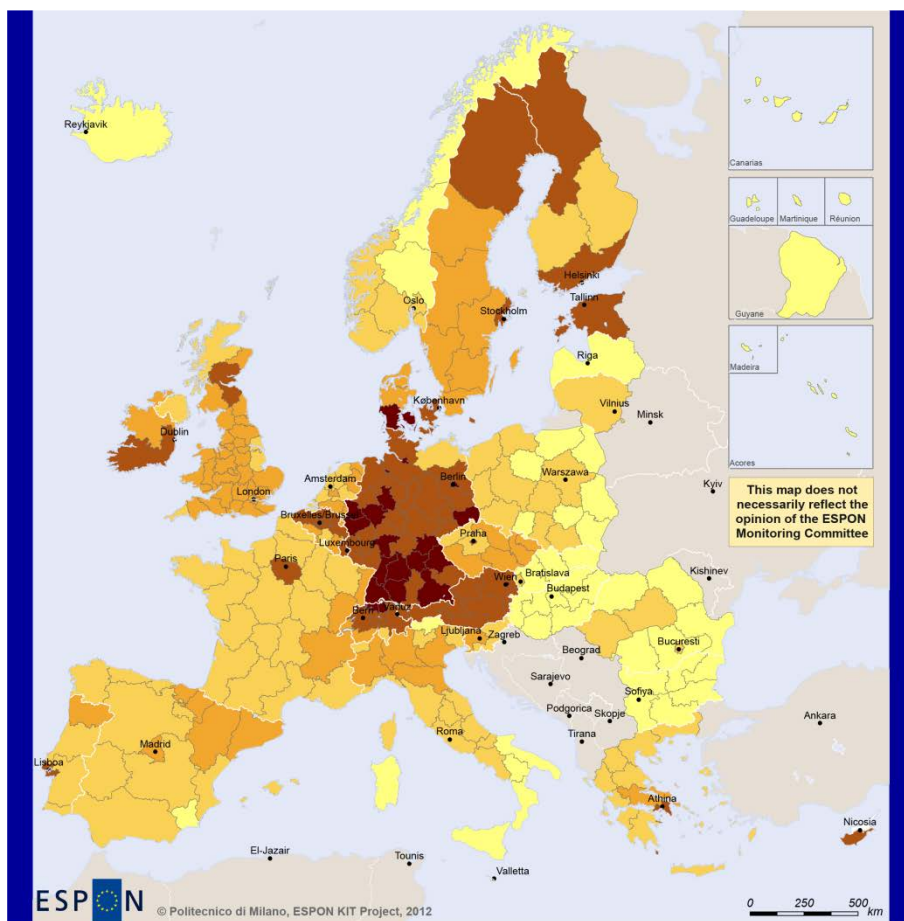 Reykjavik
Canarias
Guadeloupe
Martinique
Réunion
Guyane
Madeira
Acores
Oslo
Helsinki
Tallinn
Stockholm
Riga
København
Vilnius
Minsk
Dublin
Amsterdam
Berlin
Warszawa
London
Kyiv
This map does not
necessarily reflect the
opinion of the ESPON
Monitoring Committee
Bruxelles/Brussel
Luxembourg
Praha
Paris
Kishinev
Wien
Bratislava
Budapest
Bern
Vaduz
Ljubljana
Zagreb
Bucuresti
Beograd
Sarajevo
Sofiya
Podgorica
Skopje
Ankara
Roma
Tirana
Madrid
Lisboa
Athina
Nicosia
El-Jazair
Tounis
Valletta
ESPON
© Politecnico di Milano, ESPON KIT Project, 2012
0 250 500
km